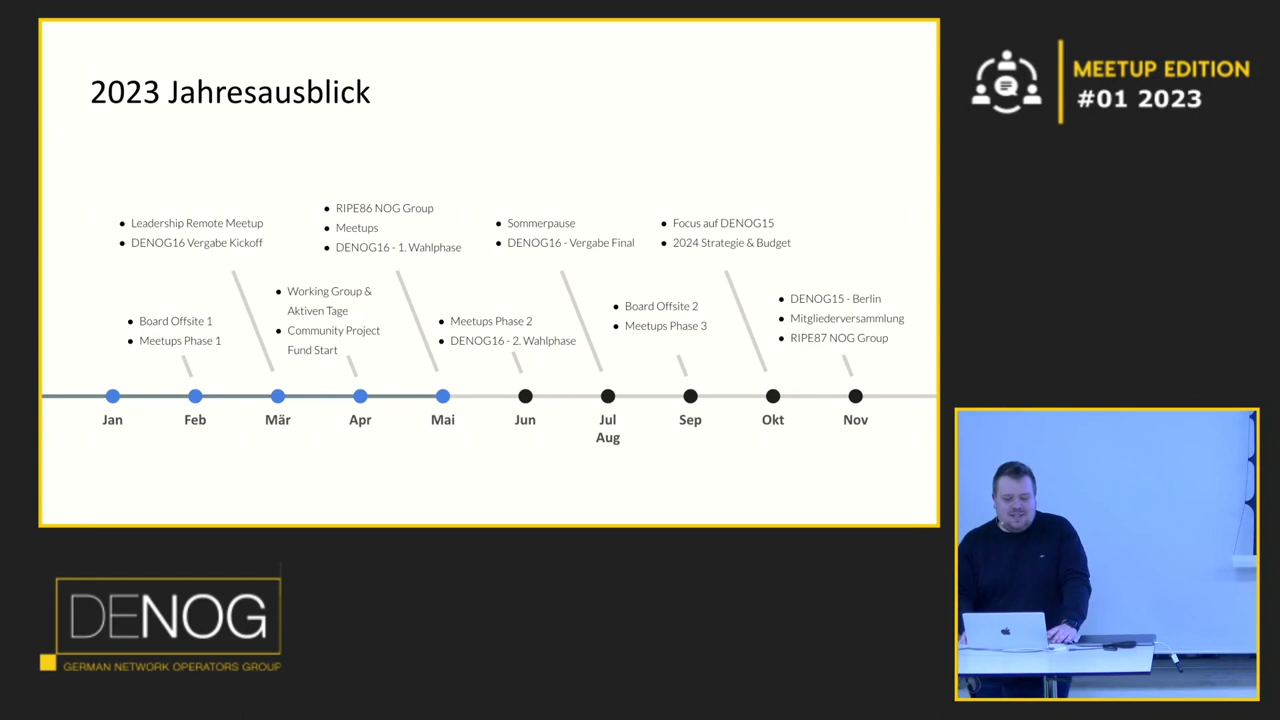 2023 Jahresausblick
MEETUP EDITION
#01 2023
Leadership Remote Meetup
DENOG16 Vergabe Kickoff
RIPE86 NOG Group
Meetups
DENOG16 - 1. Wahlphase
Sommerpause
DENOG16 - Vergabe Final
Focus auf DENOG15
2024 Strategie & Budget
Board Offsite 1
Meetups Phase 1
Working Group &
Aktiven Tage
Community Project
Fund Start
Meetups Phase 2
DENOG16 - 2. Wahlphase
Board Offsite 2
Meetups Phase 3
DENOG15 - Berlin
Mitgliederversammlung
RIPE87 NOG Group
Jan
Feb
Mär
Apr
Mai
Jun
Jul
Aug
Sep
Okt
Nov
DENOG
GERMAN NETWORK OPERATORS GROUP